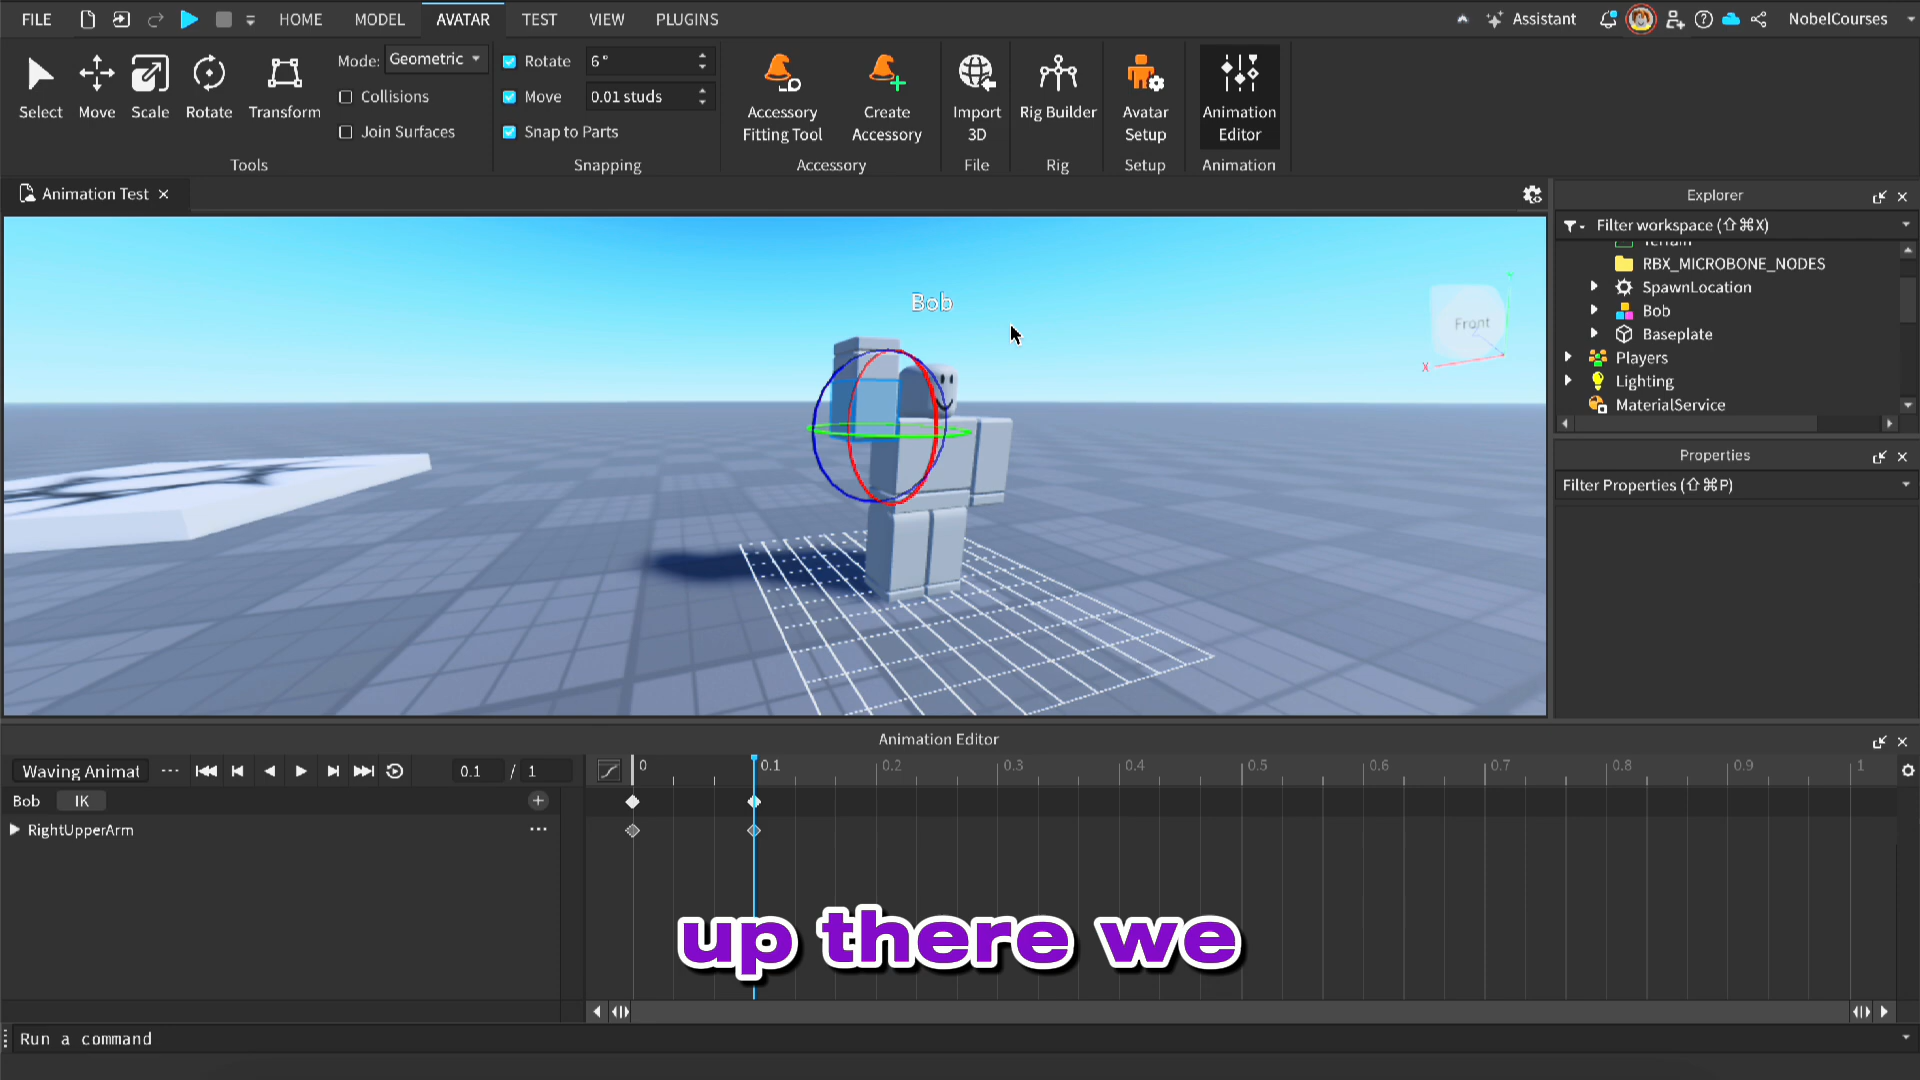 FILE HOME MODEL AVATAR TEST VIEW PLUGINS Assistant NobelCourses
Select Move Scale Rotate Transform
Mode: Geometric
Collisions
Join Surfaces
Tools
Rotate 6°
Move 0.01 studs
Snap to Parts
Snapping
Accessory Fitting Tool
Create Accessory
Accessory
Import 3D
File
Rig Builder
Rig
Avatar Setup
Setup
Animation Editor
Animation
Animation Test
Bob
Front
X
Explorer
Filter workspace (⇧⌘X)
Terrain
RBX_MICROBONE_NODES
SpawnLocation
Bob
Baseplate
Players
Lighting
MaterialService
Properties
Filter Properties (⇧⌘P)
Animation Editor
Waving Animat ··· 0.1 / 1
0 0.1 0.2 0.3 0.4 0.5 0.6 0.7 0.8 0.9 1
Bob IK
RightUpperArm
up there we
Run a command